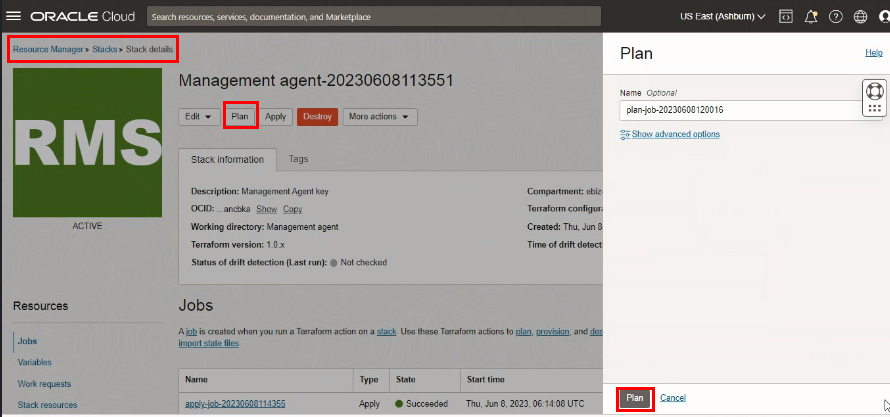 ORACLE Cloud
Search resources, services, documentation, and Marketplace
US East (Ashburn)
Resource Manager » Stacks » Stack details
RMS
ACTIVE
Management agent-20230608113551
Edit
Plan
Apply
Destroy
More actions
Stack information
Tags
Description: Management Agent key
OCID: ...ancbka Show Copy
Working directory: Management agent
Terraform version: 1.0.x
Status of drift detection (Last run): Not checked
Compartment: ebiz
Terraform configura
Created: Thu, Jun 8
Time of drift detecti
Resources
Jobs
Variables
Work requests
Stack resources
Jobs
A job is created when you run a Terraform action on a stack. Use these Terraform actions to plan, provision, and des
import state files
Name Type State Start time
apply-job-20230608114355 Apply Succeeded Thu, Jun 8, 2023, 06:14:08 UTC
Plan
Help
Name Optional
plan-job-20230608120016
Show advanced options
Plan
Cancel